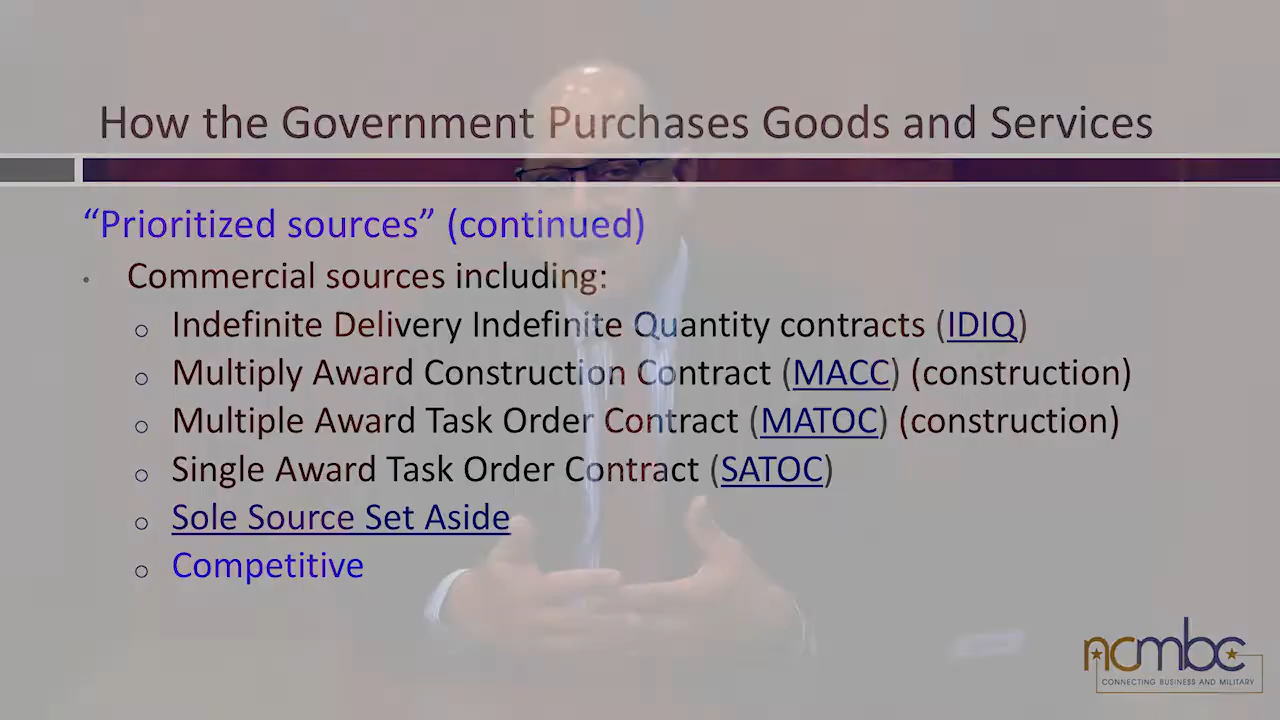 How the Government Purchases Goods and Services
“Prioritized sources” (continued)
• Commercial sources including:
o Indefinite Delivery Indefinite Quantity contracts (IDIQ)
o Multiply Award Construction Contract (MACC) (construction)
o Multiple Award Task Order Contract (MATOC) (construction)
o Single Award Task Order Contract (SATOC)
o Sole Source Set Aside
o Competitive
ncmbc
CONNECTING BUSINESS AND MILITARY